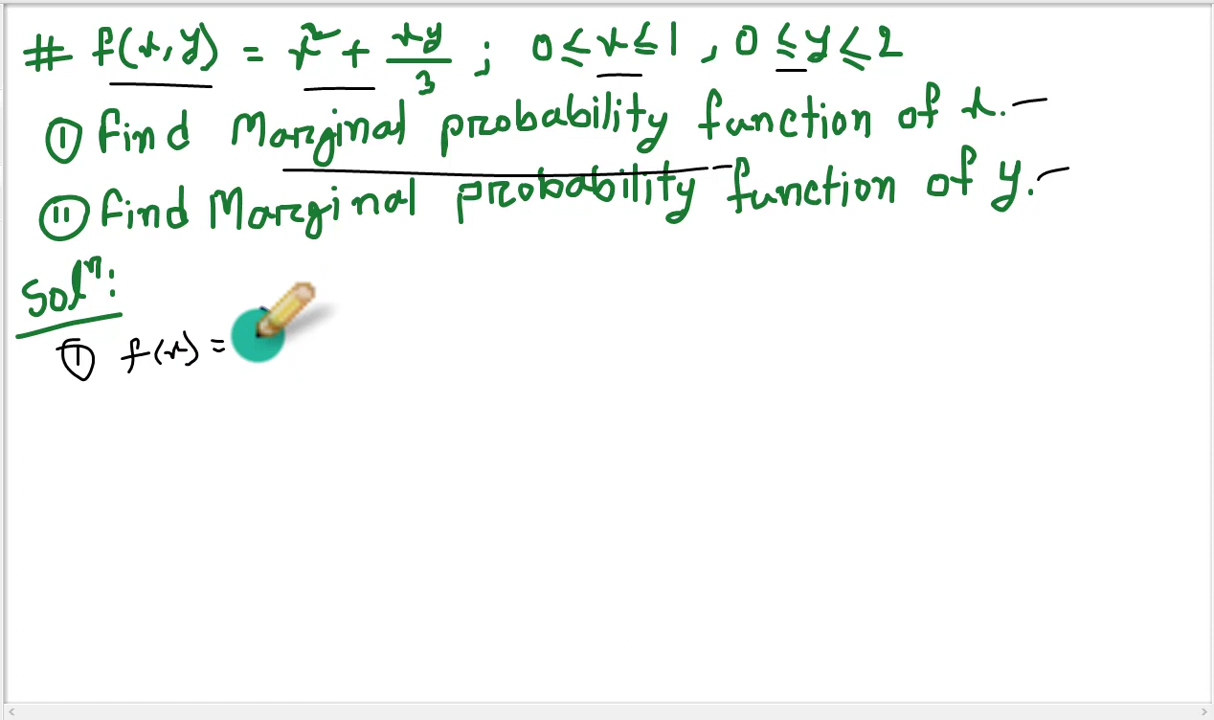 # f(x, y) = x² + xy/3 ; 0 ≤ x ≤ 1 , 0 ≤ y ≤ 2
(I) Find Marginal probability function of x.
(II) Find Marginal probability function of y.
Solⁿ:
(I) f(x) =